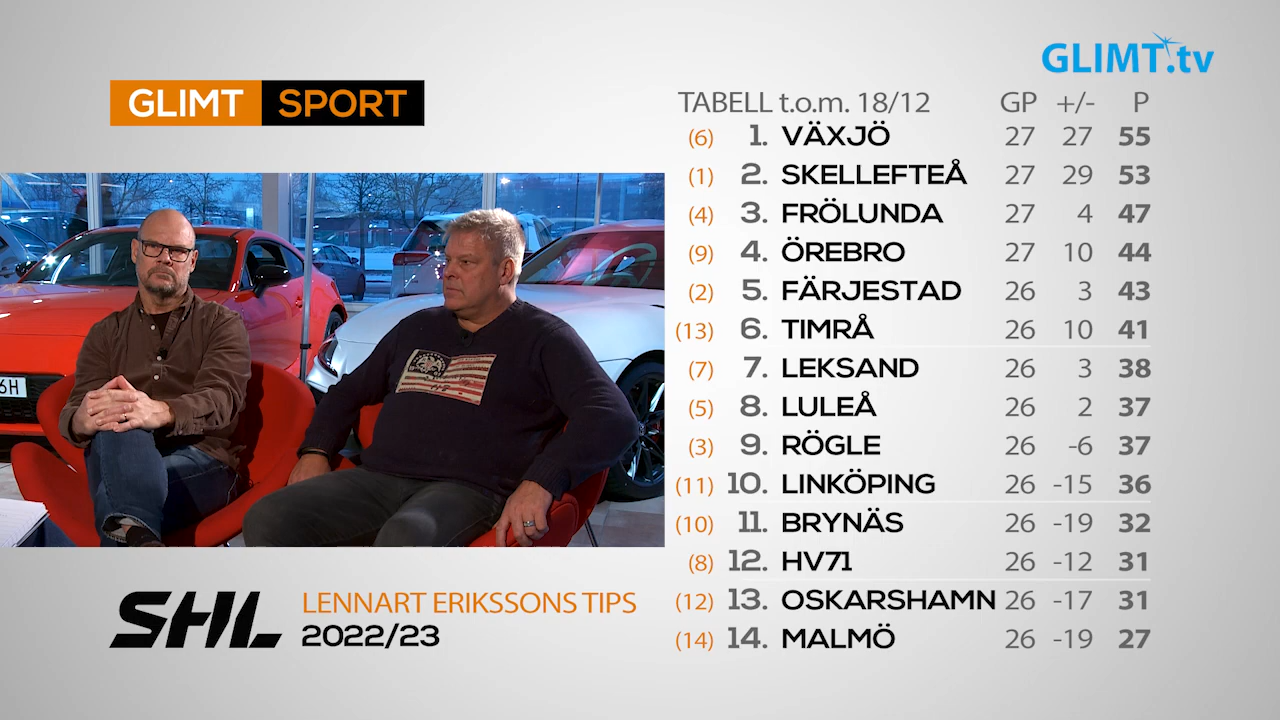 GLIMT.tv
GLIMT SPORT
TABELL t.o.m. 18/12 GP +/- P
(6) 1. VÄXJÖ 27 27 55
(1) 2. SKELLEFTEÅ 27 29 53
(4) 3. FRÖLUNDA 27 4 47
(9) 4. ÖREBRO 27 10 44
(2) 5. FÄRJESTAD 26 3 43
(13) 6. TIMRÅ 26 10 41
(7) 7. LEKSAND 26 3 38
(5) 8. LULEÅ 26 2 37
(3) 9. RÖGLE 26 -6 37
(11) 10. LINKÖPING 26 -15 36
(10) 11. BRYNÄS 26 -19 32
(8) 12. HV71 26 -12 31
(12) 13. OSKARSHAMN 26 -17 31
(14) 14. MALMÖ 26 -19 27
6H
SHL
LENNART ERIKSSONS TIPS
2022/23